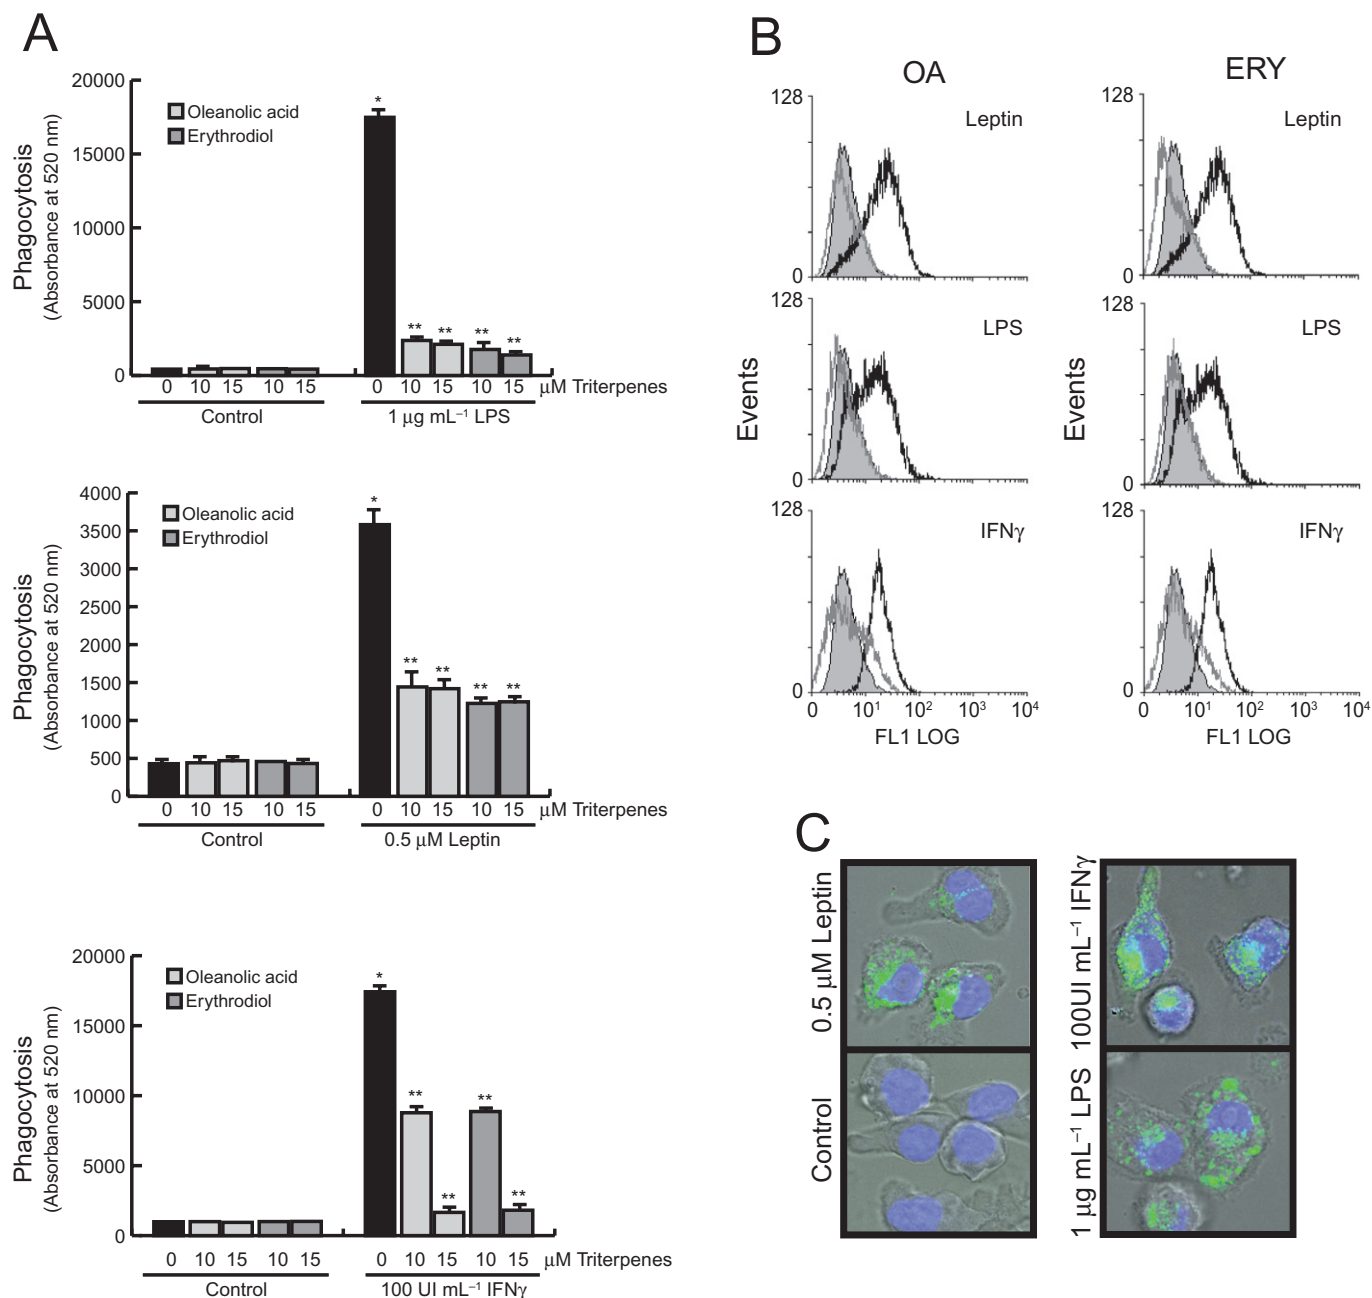 A
20000
15000
10000
5000
0
Phagocytosis
(Absorbance at 520 nm)
Oleanolic acid
Erythrodiol
*
** ** ** **
0 10 15 10 15 0 10 15 10 15 μM Triterpenes
Control 1 μg mL⁻¹ LPS
4000
3500
3000
2500
2000
1500
1000
500
0
Phagocytosis
(Absorbance at 520 nm)
Oleanolic acid
Erythrodiol
*
** ** ** **
0 10 15 10 15 0 10 15 10 15 μM Triterpenes
Control 0.5 μM Leptin
20000
15000
10000
5000
0
Phagocytosis
(Absorbance at 520 nm)
Oleanolic acid
Erythrodiol
*
** ** ** **
0 10 15 10 15 0 10 15 10 15 μM Triterpenes
Control 100 UI mL⁻¹ IFNγ
B
OA
128
Leptin
0
128
LPS
0
128
IFNγ
0
Events
0 10¹ 10² 10³ 10⁴
FL1 LOG
ERY
128
Leptin
0
128
LPS
0
128
IFNγ
0
Events
0 10¹ 10² 10³ 10⁴
FL1 LOG
C
0.5 μM Leptin
Control
100UI mL⁻¹ IFNγ
1 μg mL⁻¹ LPS